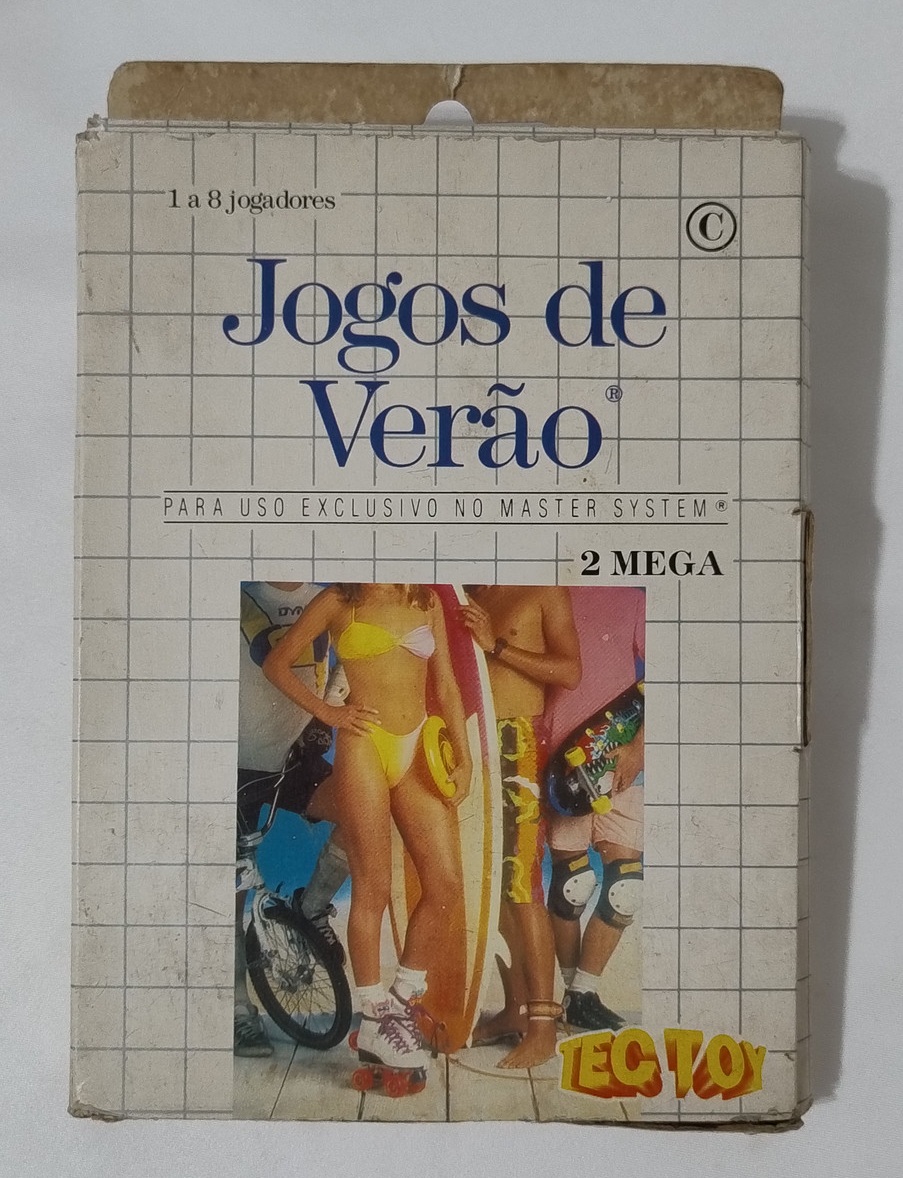 1 a 8 jogadores
C
Jogos de
Verão®
PARA USO EXCLUSIVO NO MASTER SYSTEM®
2 MEGA
TEC TOY